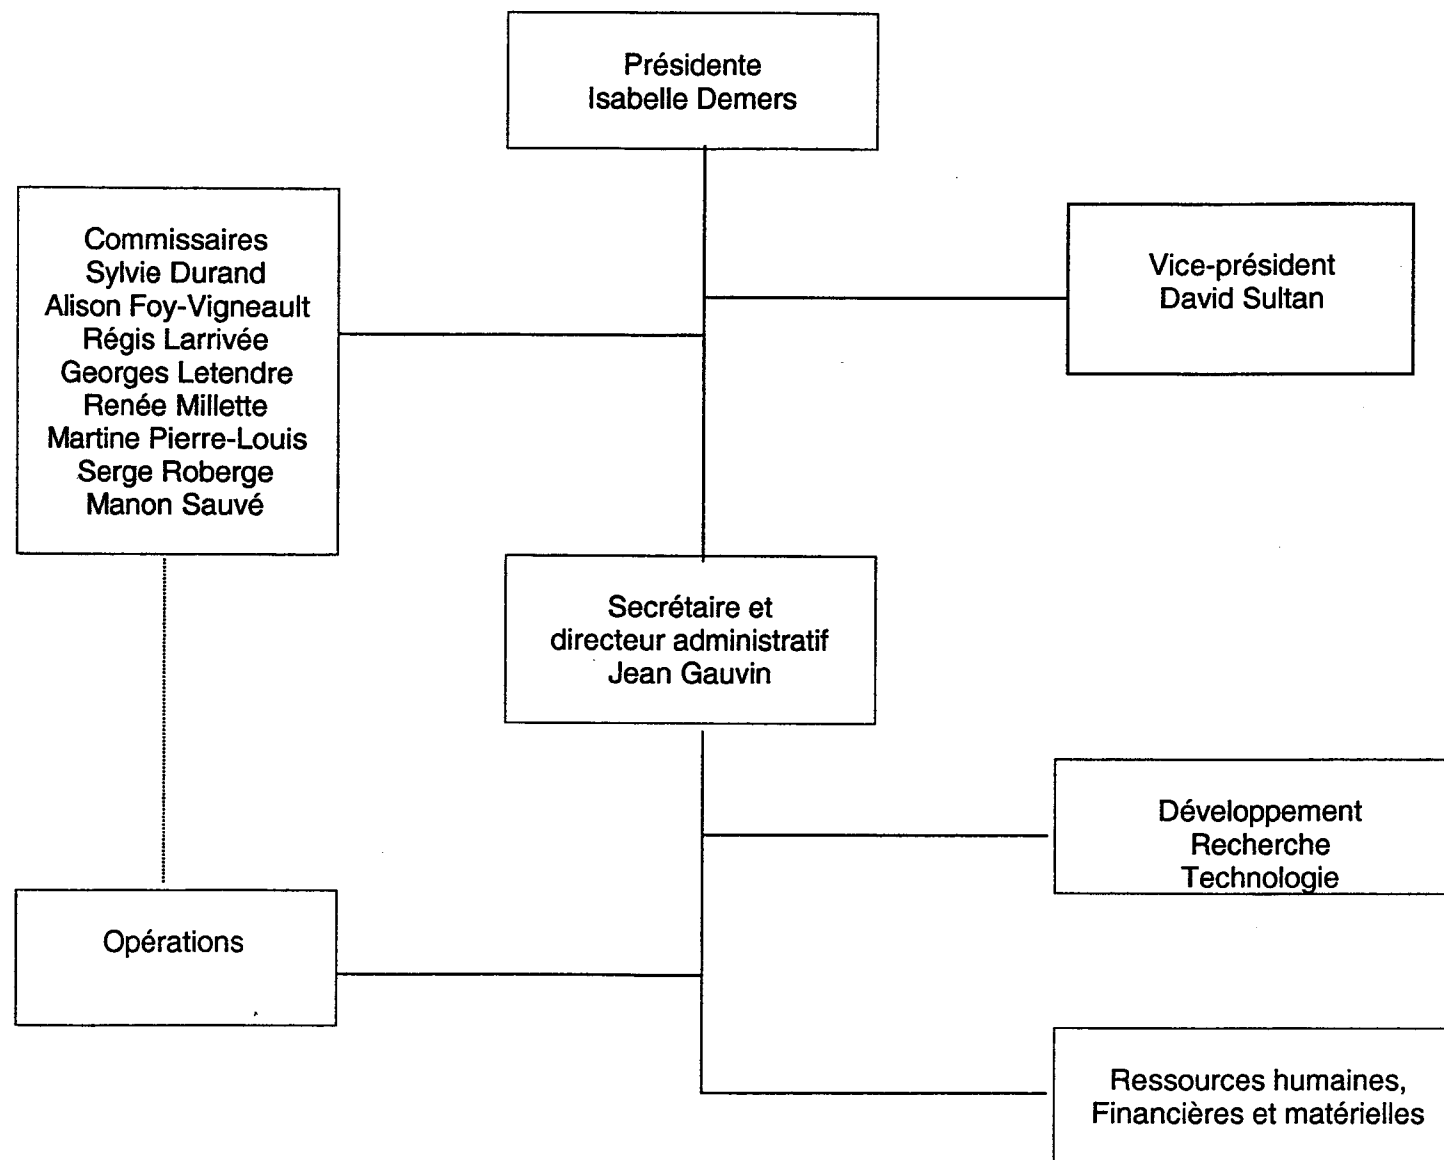 Présidente
Isabelle Demers
Commissaires
Sylvie Durand
Alison Foy-Vigneault
Régis Larrivée
Georges Letendre
Renée Millette
Martine Pierre-Louis
Serge Roberge
Manon Sauvé
Vice-président
David Sultan
Secrétaire et
directeur administratif
Jean Gauvin
Développement
Recherche
Technologie
Opérations
Ressources humaines,
Financières et matérielles